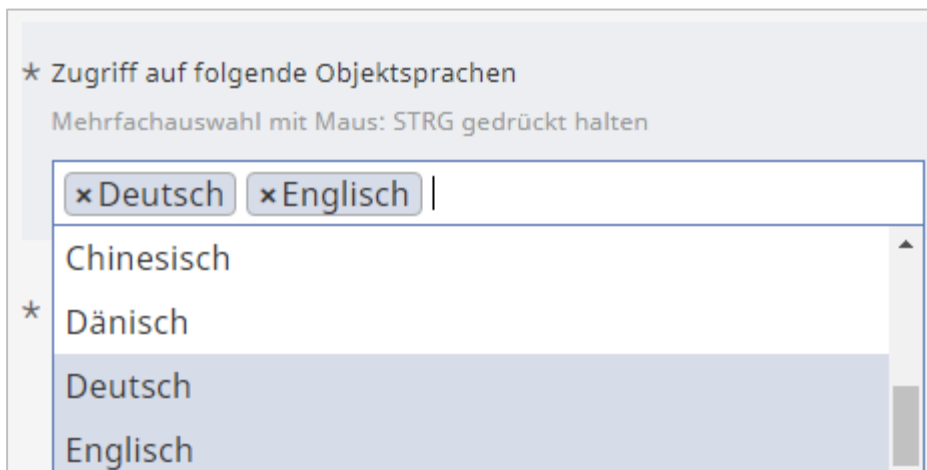 * Zugriff auf folgende Objektsprachen
Mehrfachauswahl mit Maus: STRG gedrückt halten
×Deutsch ×Englisch
Chinesisch
*
Dänisch
Deutsch
Englisch